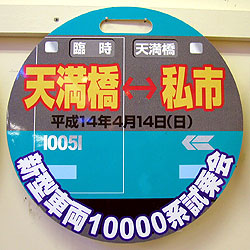 臨時 天満橋
天満橋↔私市
平成14年4月14日(日)
10051
新型車両10000系試乗会